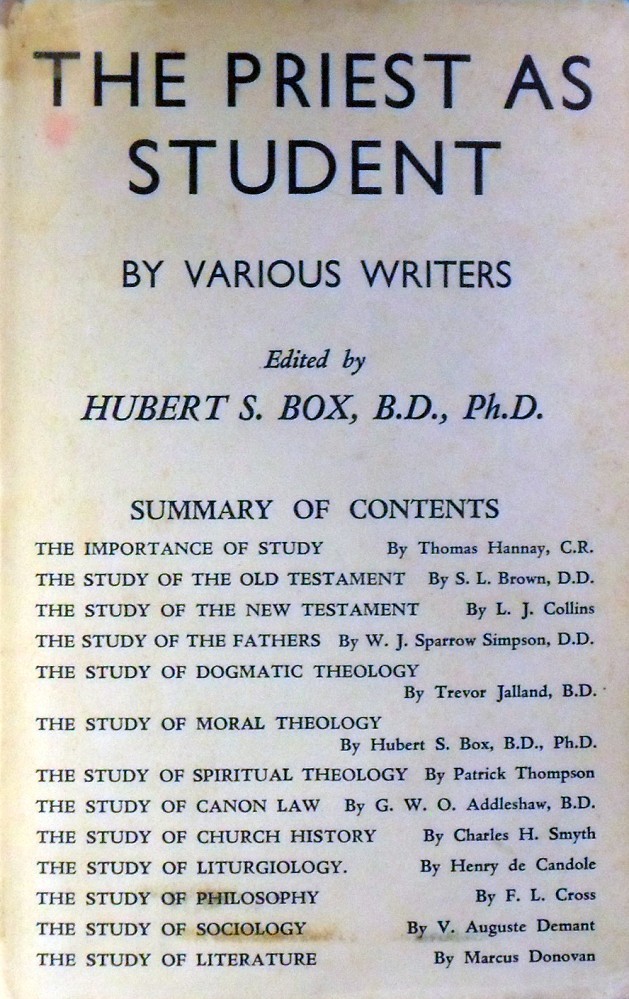 THE PRIEST AS
STUDENT
BY VARIOUS WRITERS
Edited by
HUBERT S. BOX, B.D., Ph.D.
SUMMARY OF CONTENTS
THE IMPORTANCE OF STUDY By Thomas Hannay, C.R.
THE STUDY OF THE OLD TESTAMENT By S. L. Brown, D.D.
THE STUDY OF THE NEW TESTAMENT By L. J. Collins
THE STUDY OF THE FATHERS By W. J. Sparrow Simpson, D.D.
THE STUDY OF DOGMATIC THEOLOGY
By Trevor Jalland, B.D.
THE STUDY OF MORAL THEOLOGY
By Hubert S. Box, B.D., Ph.D.
THE STUDY OF SPIRITUAL THEOLOGY By Patrick Thompson
THE STUDY OF CANON LAW By G. W. O. Addleshaw, B.D.
THE STUDY OF CHURCH HISTORY By Charles H. Smyth
THE STUDY OF LITURGIOLOGY. By Henry de Candole
THE STUDY OF PHILOSOPHY By F. L. Cross
THE STUDY OF SOCIOLOGY By V. Auguste Demant
THE STUDY OF LITERATURE By Marcus Donovan